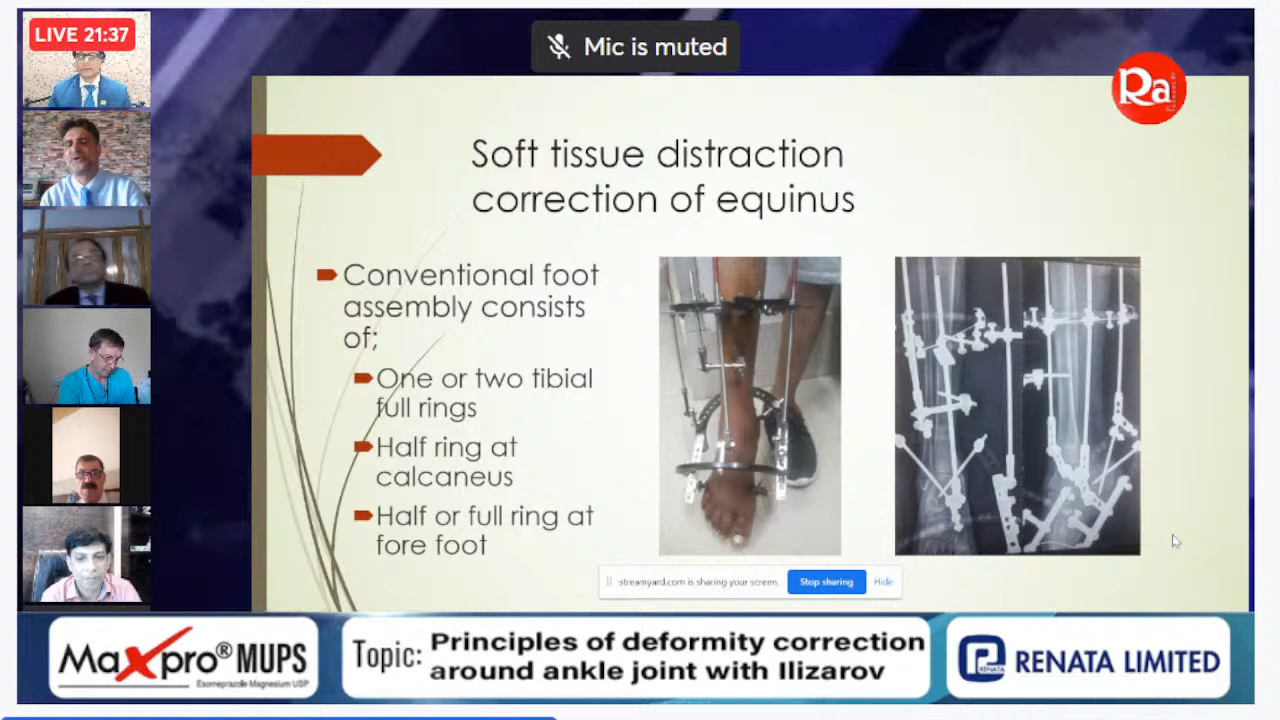 LIVE 21:37
Mic is muted
Ra
Soft tissue distraction
correction of equinus
Conventional foot
assembly consists
of;
One or two tibial
full rings
Half ring at
calcaneus
Half or full ring at
fore foot
streamyard.com is sharing your screen.
Stop sharing
Hide
Maxpro® MUPS
Esomeprazole Magnesium USP
Topic:
Principles of deformity correction
around ankle joint with Ilizarov
RENATA
RENATA LIMITED